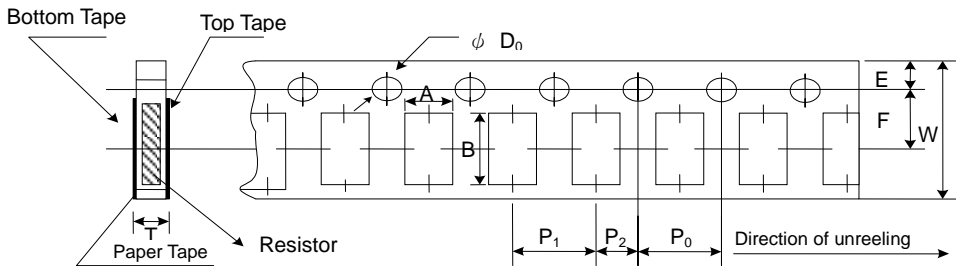 Bottom Tape
Top Tape
ϕ D₀
A
E
F
W
B
T
Paper Tape
Resistor
P₁
P₂
P₀
Direction of unreeling